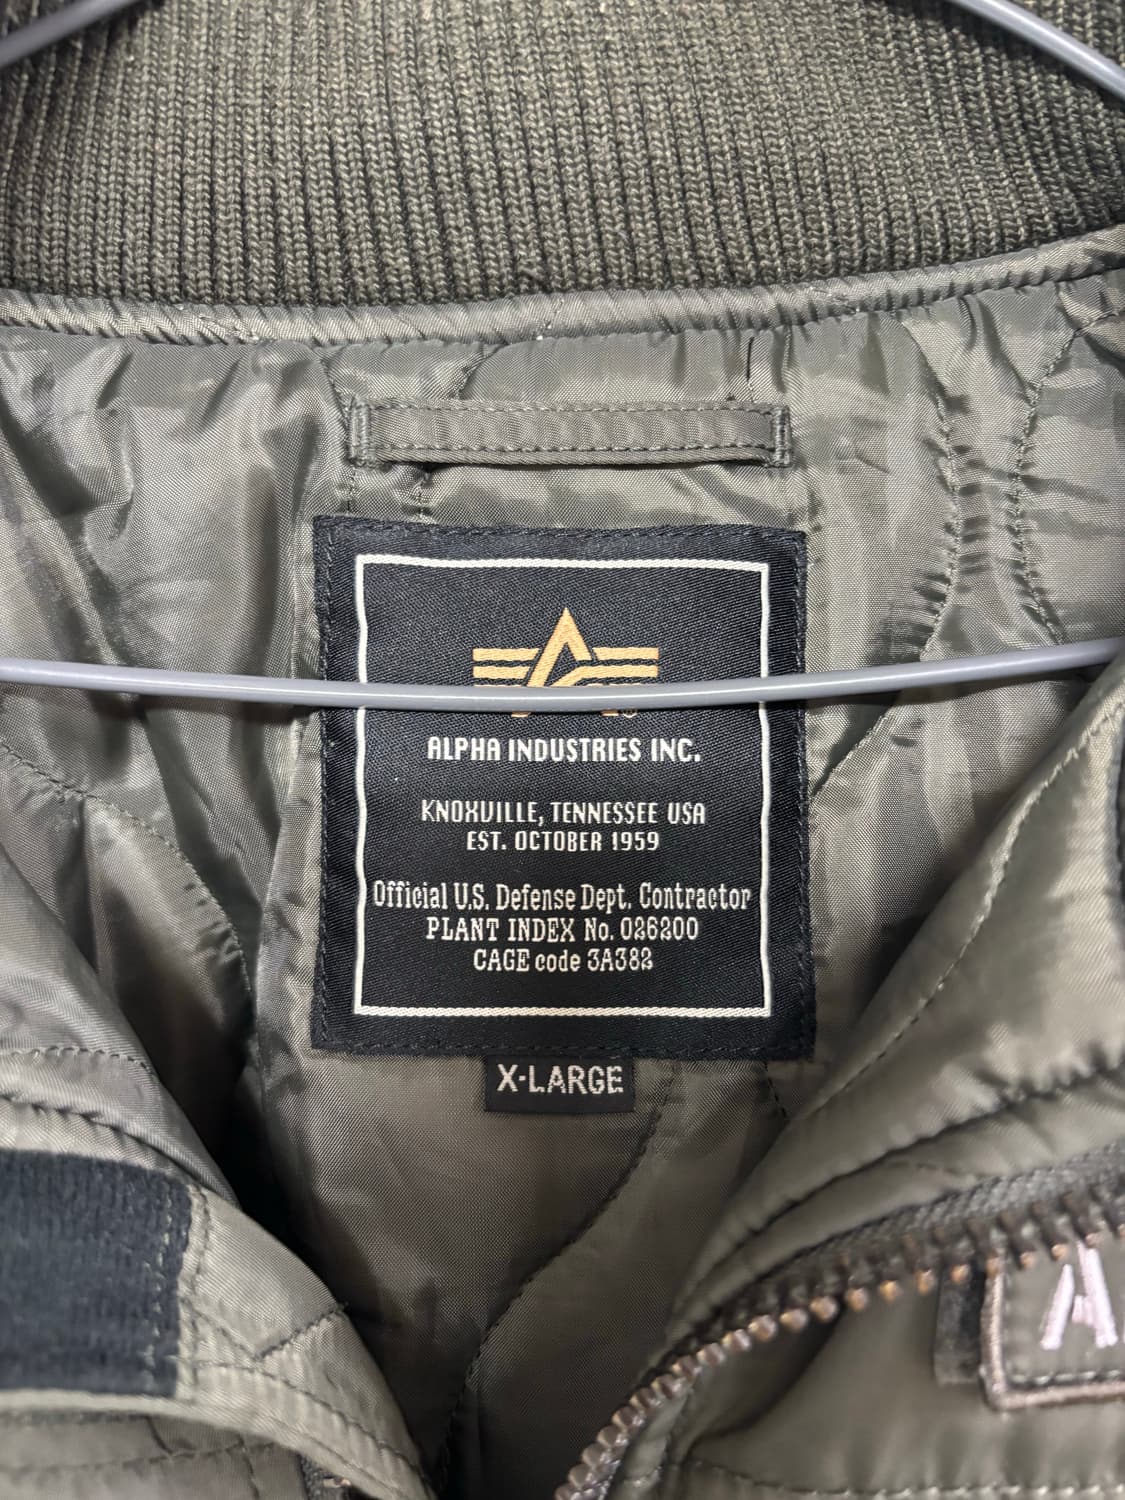 ALPHA INDUSTRIES INC.
KNOXVILLE, TENNESSEE USA
EST. OCTOBER 1959
Official U.S. Defense Dept. Contractor
PLANT INDEX No. 026200
CAGE code 3A382
X-LARGE